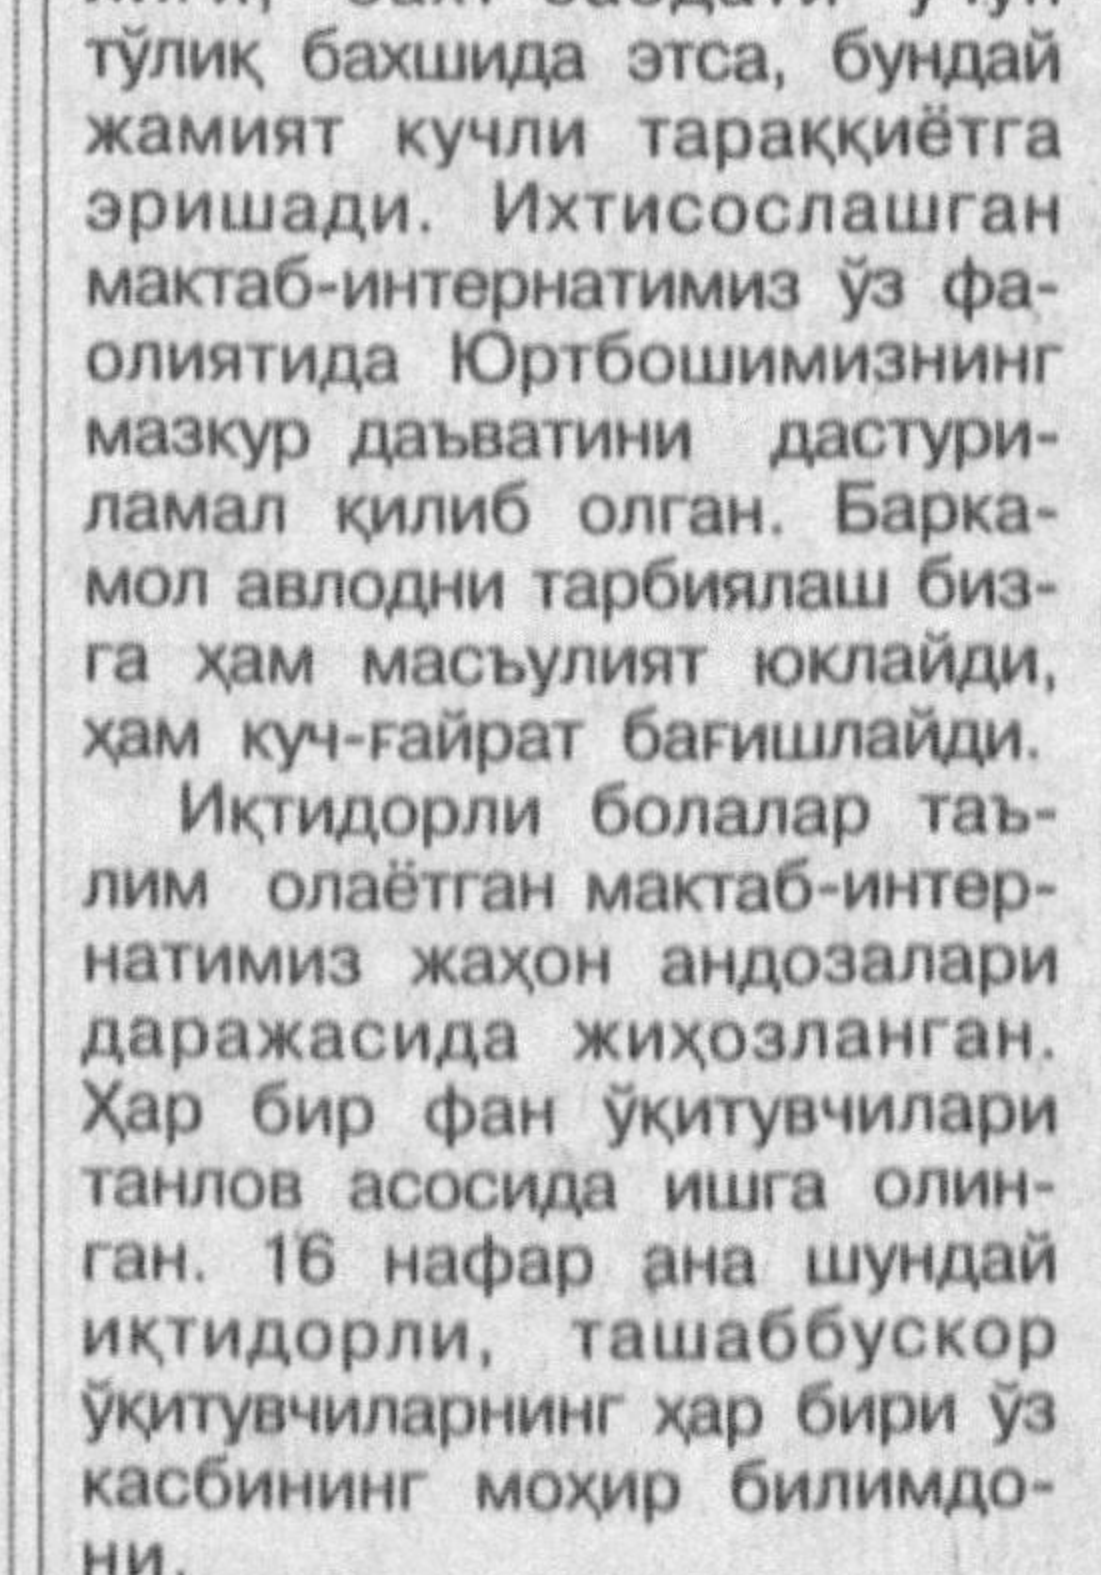 тўлиқ бахшида этса, бундай
жамият кучли тараққиётга
эришади. Ихтисослашган
мактаб-интернатимиз ўз фа-
олиятида Юртбошимизнинг
мазкур даъватини дастури-
ламал қилиб олган. Барка-
мол авлодни тарбиялаш биз-
га ҳам масъулият юклайди,
ҳам куч-ғайрат бағишлайди.
Иқтидорли болалар таъ-
лим олаётган мактаб-интер-
натимиз жаҳон андозалари
даражасида жиҳозланган.
Ҳар бир фан ўқитувчилари
танлов асосида ишга олин-
ган. 16 нафар ана шундай
иқтидорли, ташаббускор
ўқитувчиларнинг ҳар бири ўз
касбининг моҳир билимдо-
ни.